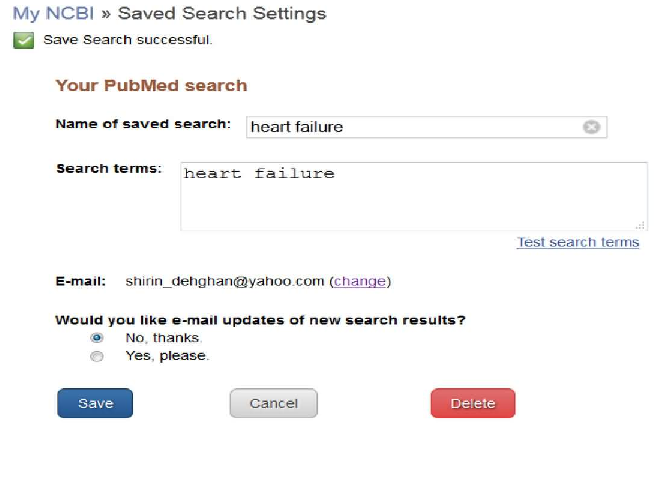 My NCBI » Saved Search Settings
Save Search successful.
Your PubMed search
Name of saved search: heart failure
Search terms: heart failure
Test search terms
E-mail: shirin_dehghan@yahoo.com (change)
Would you like e-mail updates of new search results?
No, thanks.
Yes, please.
Save Cancel Delete